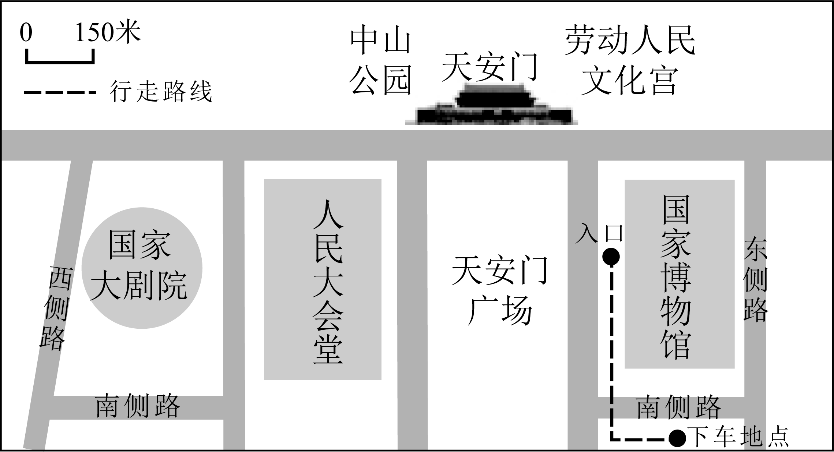 0 150米
行走路线
中山
公园
天安门
劳动人民
文化宫
国家
大剧院
西侧路
人民大会堂
天安门
广场
入口
国家博物馆
东侧路
南侧路
南侧路
下车地点